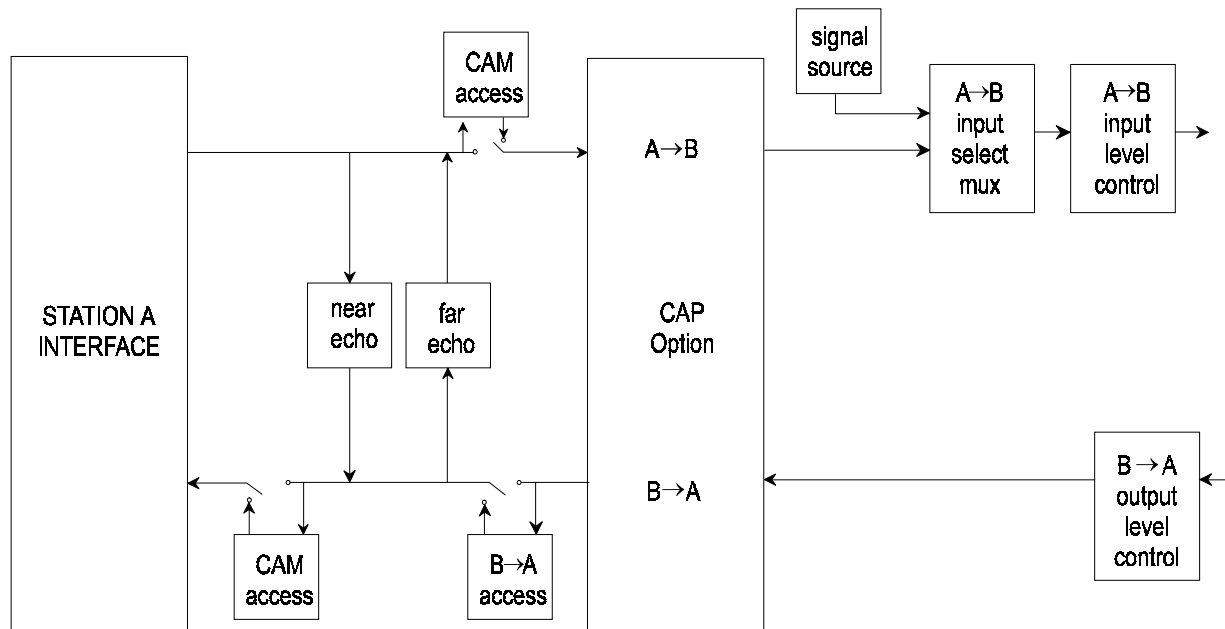 signal
source
CAM
access
A→B
input
select
mux
A→B
input
level
control
A→B
STATION A
INTERFACE
near
echo
far
echo
CAP
Option
B→A
B→A
output
level
control
CAM
access
B→A
access